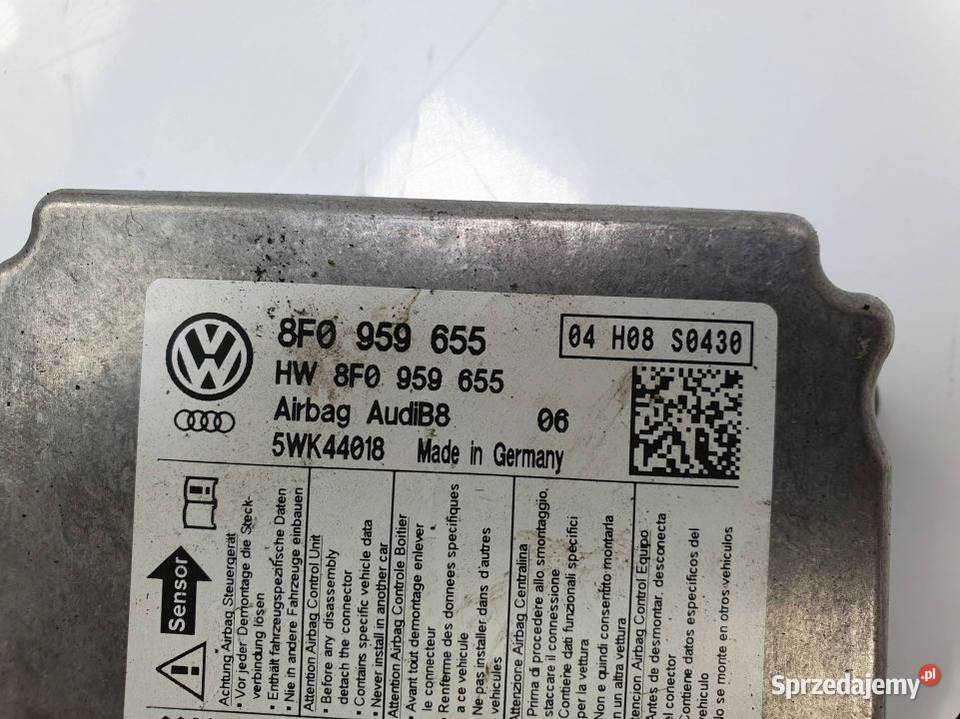 8F0 959 655
04 H08 S0430
HW 8F0 959 655
Airbag AudiB8 06
5WK44018 Made in Germany
Sensor
Achtung Airbag Steuergerät
• Vor jeder Demontage die Steck-
verbindung lösen
• Enthält fahrzeugspezifische Daten
• Nie in andere Fahrzeuge einbauen
Attention Airbag Control Unit
• Before any disassembly
detach the connector
• Contains specific vehicle data
• Never install in another car
Attention Airbag Controle Boitier
• Avant tout demontage enlever
le connecteur
• Renferme des donnees specifiques
a ce vehicule
• Ne pas installer dans d'autres
vehicules
Attenzione Airbag Centralina
Prima di procedere allo smontaggio,
staccare il connessione
Contiene dati funzionali specifici
per la vettura
Non e quindi consentito montarla
in un altra vettura
Atencion Airbag Control Equipo
Antes de desmontar, desconecta
el conector
Contiene datos especificos del
vehiculo
No se monte en otros vehiculos
Sprzedajemy.pl